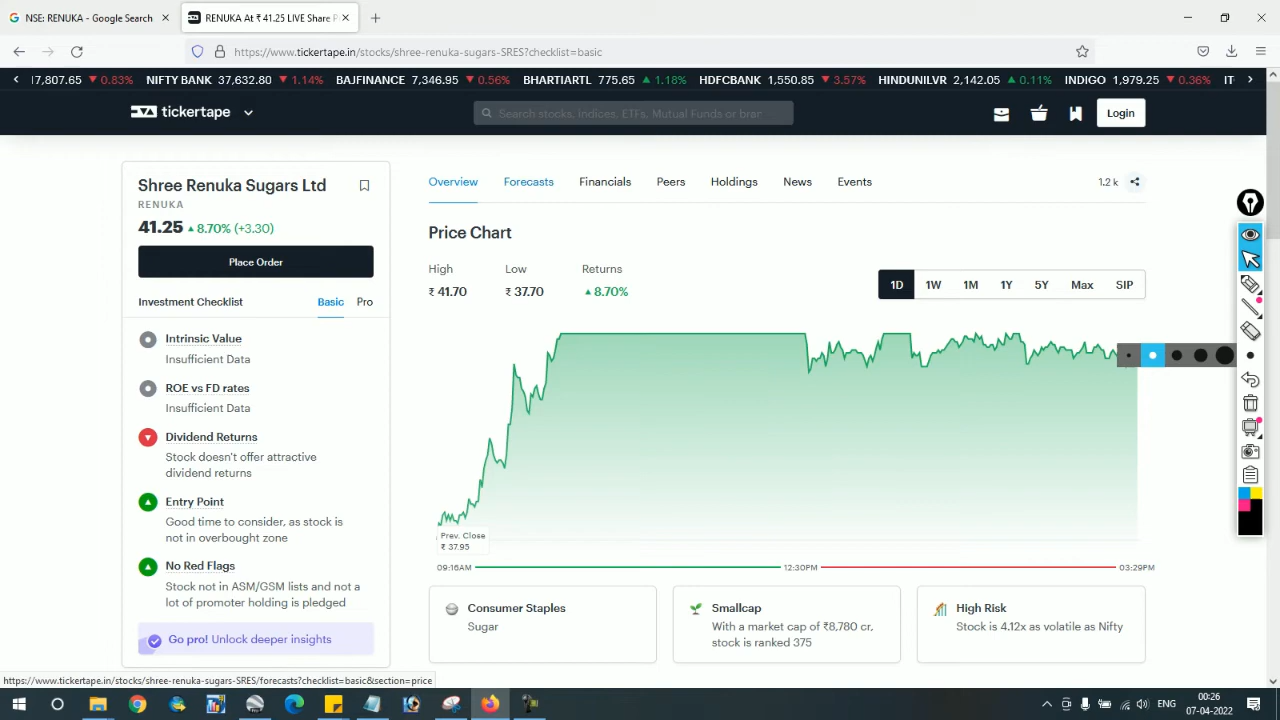 NSE: RENUKA - Google Search
RENUKA At ₹ 41.25 LIVE Share P
https://www.tickertape.in/stocks/shree-renuka-sugars-SRES?checklist=basic
17,807.65 ▼ 0.83% NIFTY BANK 37,632.80 ▼ 1.14% BAJFINANCE 7,346.95 ▼ 0.56% BHARTIARTL 775.65 ▲ 1.18% HDFCBANK 1,550.85 ▼ 3.57% HINDUNILVR 2,142.05 ▲ 0.11% INDIGO 1,979.25 ▼ 0.36%
tickertape
Search stocks, indices, ETFs, Mutual Funds or brar
Login
Shree Renuka Sugars Ltd
RENUKA
41.25 ▲ 8.70% (+3.30)
Place Order
Investment Checklist Basic Pro
Intrinsic Value
Insufficient Data
ROE vs FD rates
Insufficient Data
Dividend Returns
Stock doesn't offer attractive
dividend returns
Entry Point
Good time to consider, as stock is
not in overbought zone
No Red Flags
Stock not in ASM/GSM lists and not a
lot of promoter holding is pledged
Go pro! Unlock deeper insights
Overview Forecasts Financials Peers Holdings News Events
1.2 k
Price Chart
High Low Returns
₹ 41.70 ₹ 37.70 ▲ 8.70%
1D 1W 1M 1Y 5Y Max SIP
Prev. Close
₹ 37.95
09:16AM 12:30PM 03:29PM
Consumer Staples
Sugar
Smallcap
With a market cap of ₹8,780 cr,
stock is ranked 375
High Risk
Stock is 4.12x as volatile as Nifty
https://www.tickertape.in/stocks/shree-renuka-sugars-SRES/forecasts?checklist=basic&section=price
ENG
00:26
07-04-2022